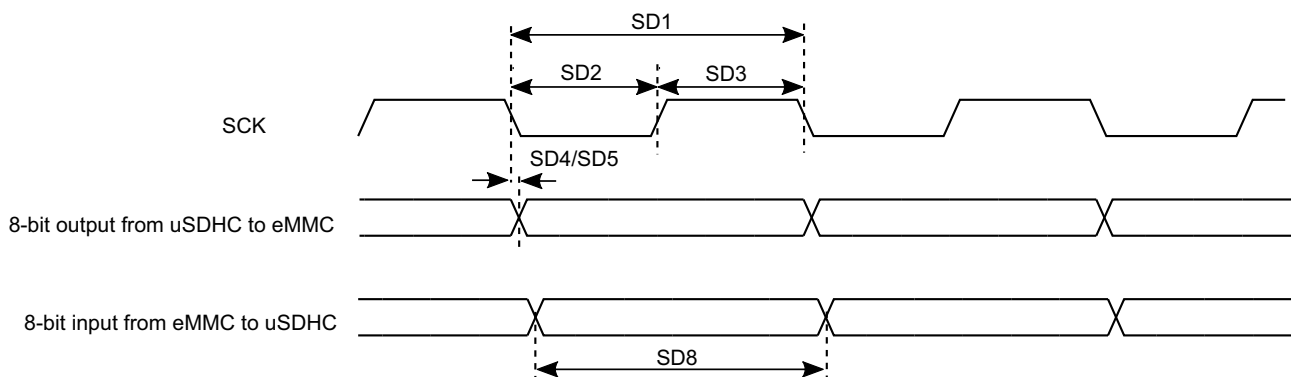 SD1
SD2
SD3
SCK
SD4/SD5
8-bit output from uSDHC to eMMC
8-bit input from eMMC to uSDHC
SD8